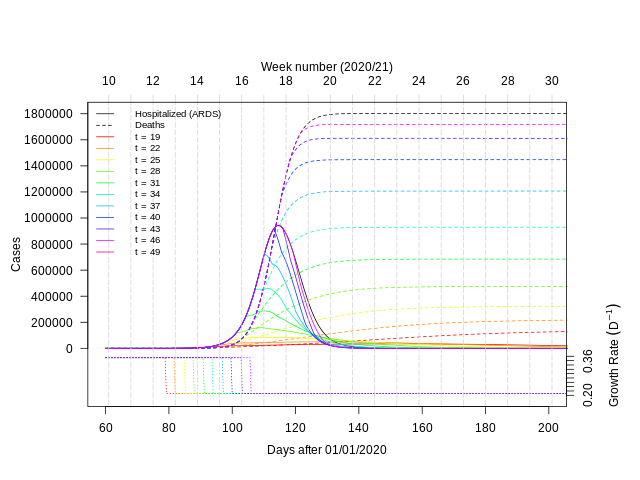 Week number (2020/21)
10 12 14 16 18 20 22 24 26 28 30
Cases
1800000
1600000
1400000
1200000
1000000
800000
600000
400000
200000
0
Hospitalized (ARDS)
Deaths
t = 19
t = 22
t = 25
t = 28
t = 31
t = 34
t = 37
t = 40
t = 43
t = 46
t = 49
0.20 0.36
Growth Rate (D⁻¹)
60 80 100 120 140 160 180 200
Days after 01/01/2020